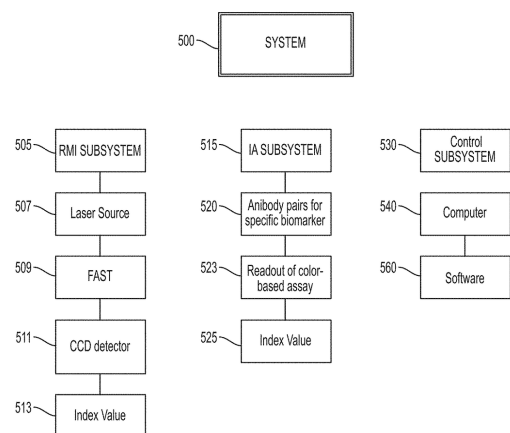 500
SYSTEM
505
RMI SUBSYSTEM
507
Laser Source
509
FAST
511
CCD detector
513
Index Value
515
IA SUBSYSTEM
520
Anibody pairs for
specific biomarker
523
Readout of color-
based assay
525
Index Value
530
Control
SUBSYSTEM
540
Computer
560
Software